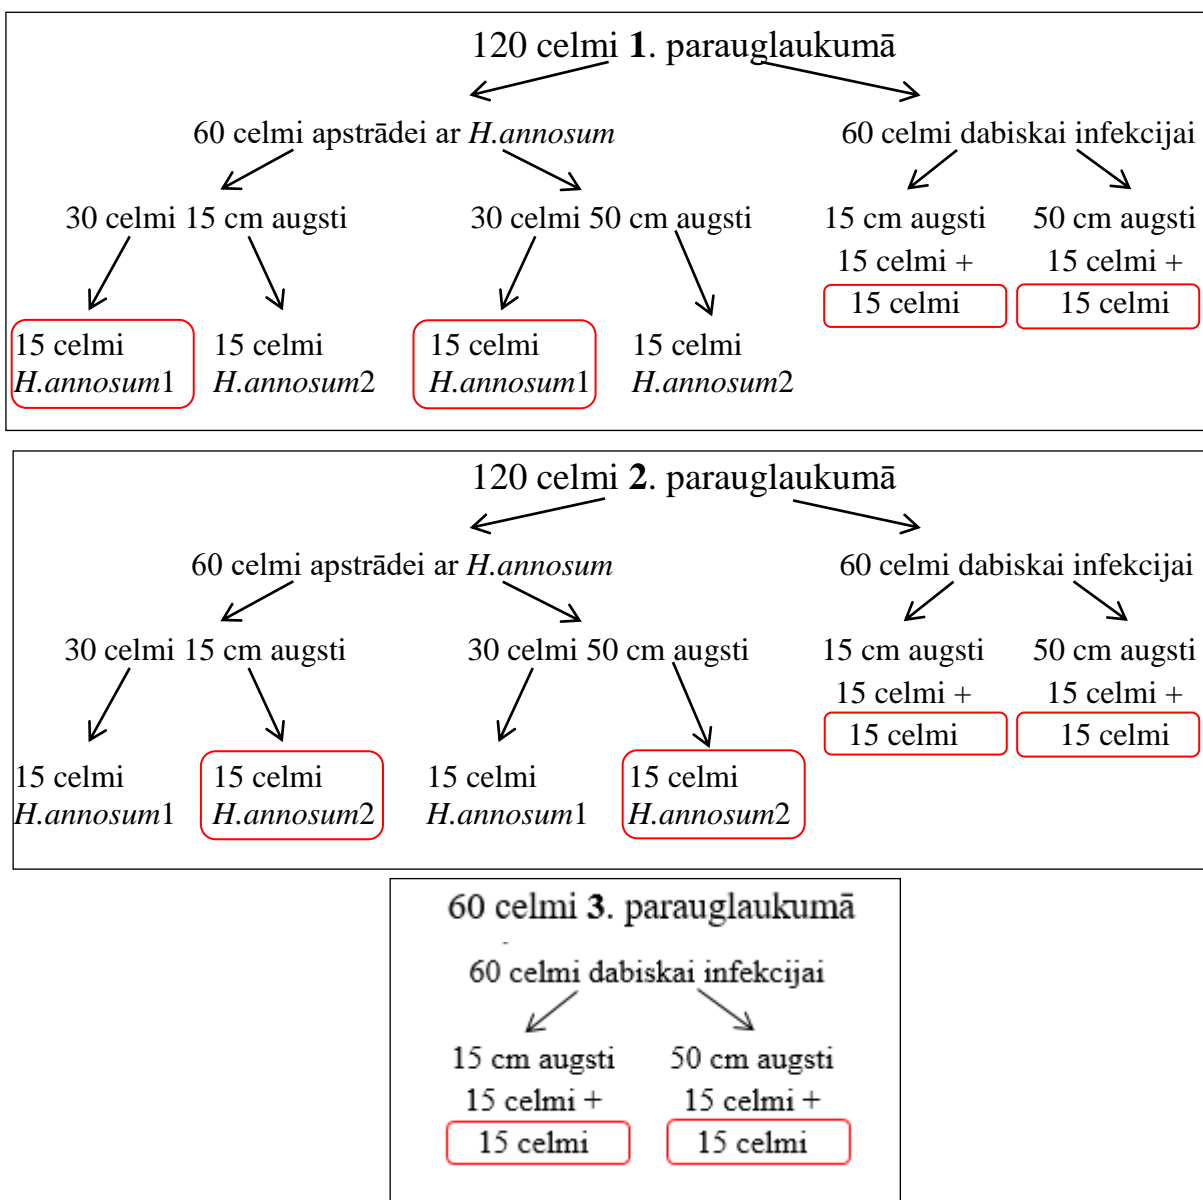 120 celmi 1. parauglaukumā
60 celmi apstrādei ar H.annosum
60 celmi dabiskai infekcijai
30 celmi 15 cm augsti
30 celmi 50 cm augsti
15 cm augsti
15 celmi +
15 celmi
50 cm augsti
15 celmi +
15 celmi
15 celmi
H.annosum1
15 celmi
H.annosum2
15 celmi
H.annosum1
15 celmi
H.annosum2
120 celmi 2. parauglaukumā
60 celmi apstrādei ar H.annosum
60 celmi dabiskai infekcijai
30 celmi 15 cm augsti
30 celmi 50 cm augsti
15 cm augsti
15 celmi +
15 celmi
50 cm augsti
15 celmi +
15 celmi
15 celmi
H.annosum1
15 celmi
H.annosum2
15 celmi
H.annosum1
15 celmi
H.annosum2
60 celmi 3. parauglaukumā
60 celmi dabiskai infekcijai
15 cm augsti
15 celmi +
15 celmi
50 cm augsti
15 celmi +
15 celmi